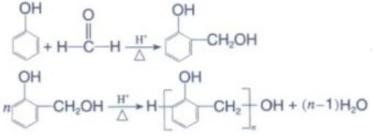 OH O OH
+ H—C—H H⁺ △ CH₂OH
OH OH
n CH₂OH H⁺ △ H CH₂ n OH + (n-1)H₂O